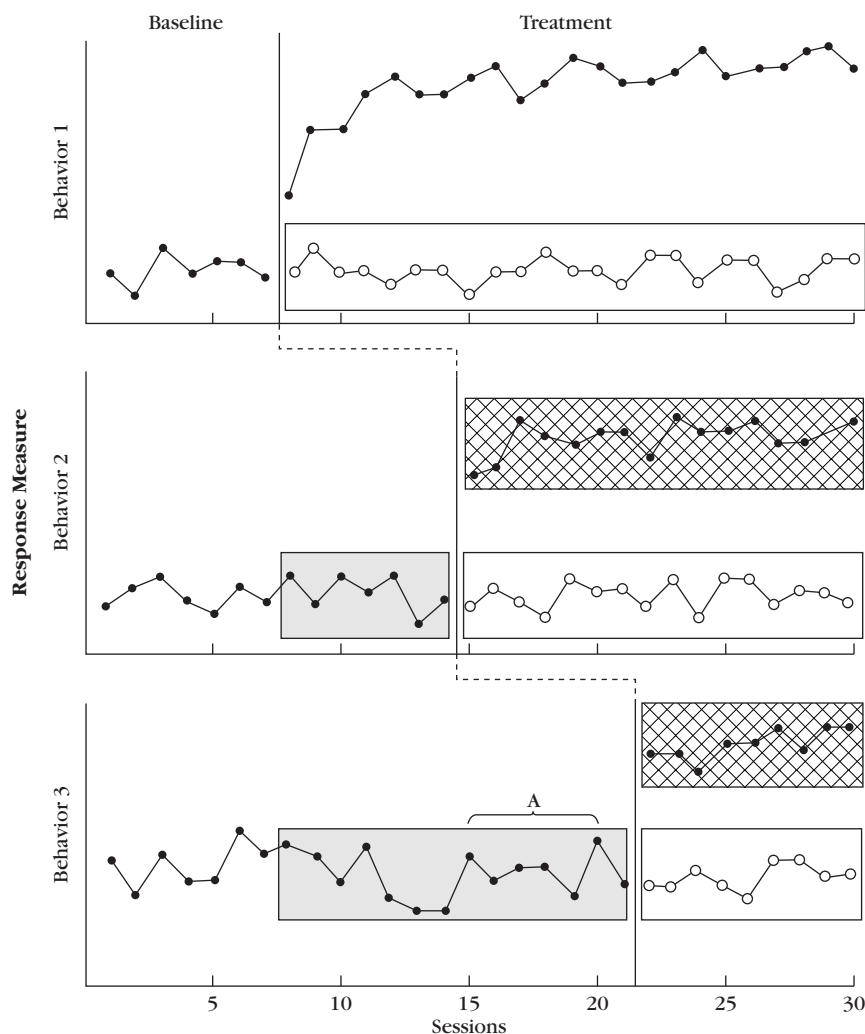 Baseline Treatment
Behavior 1
Response Measure
Behavior 2
Behavior 3
A
5 10 15 20 25 30
Sessions